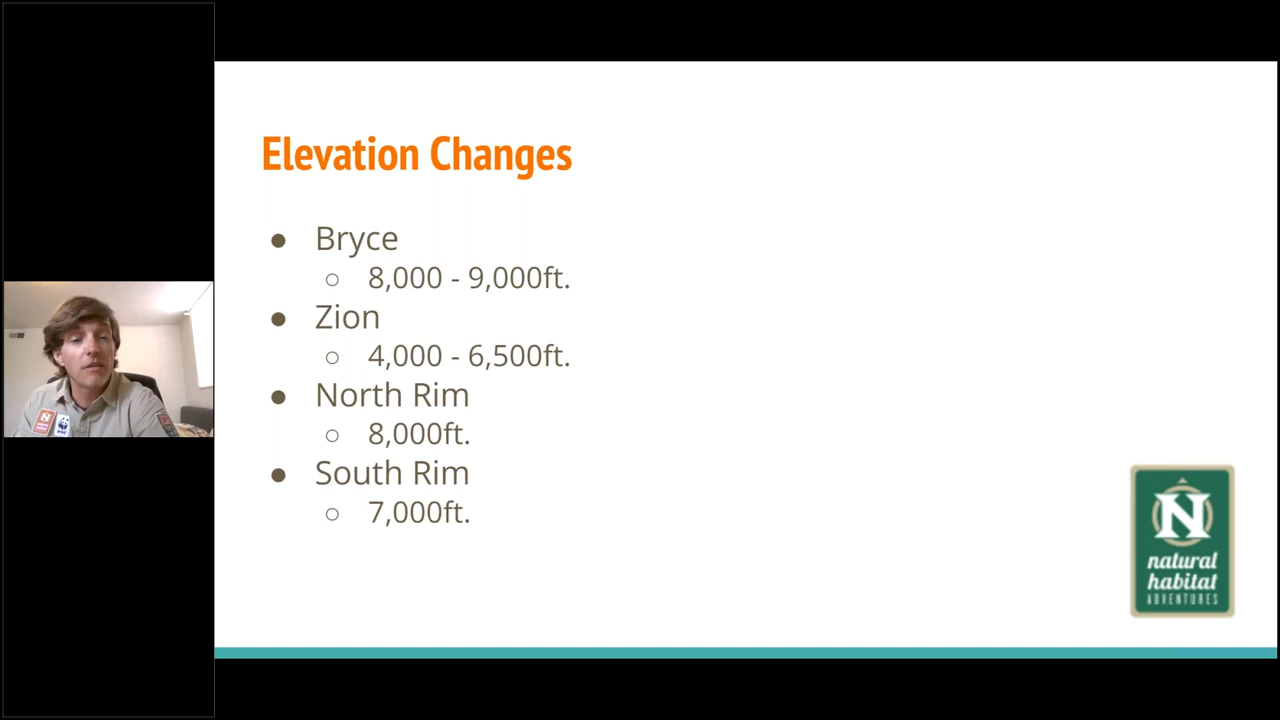 Elevation Changes
● Bryce
○ 8,000 - 9,000ft.
● Zion
○ 4,000 - 6,500ft.
● North Rim
○ 8,000ft.
● South Rim
○ 7,000ft.
N
natural
habitat
ADVENTURES
N
WWF